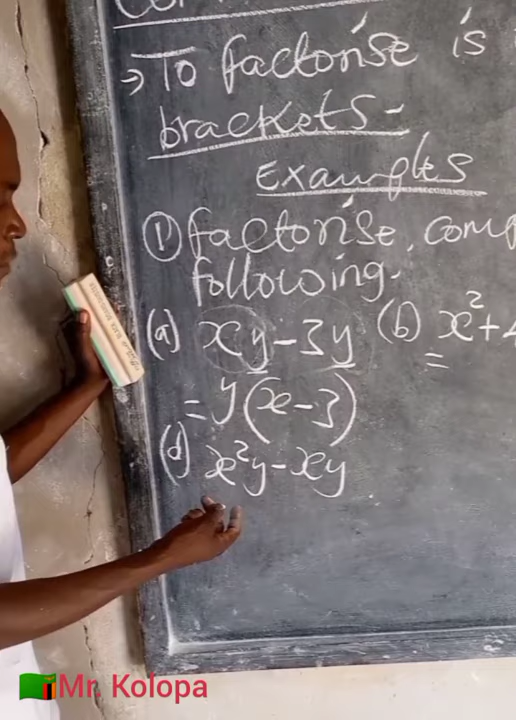 → To factorise is
brackets-
Examples
① factorise, comp
following.
(a) xy-3y (b) x²+4
= y(x-3) =
(d) x²y-xy
Mr. Kolopa